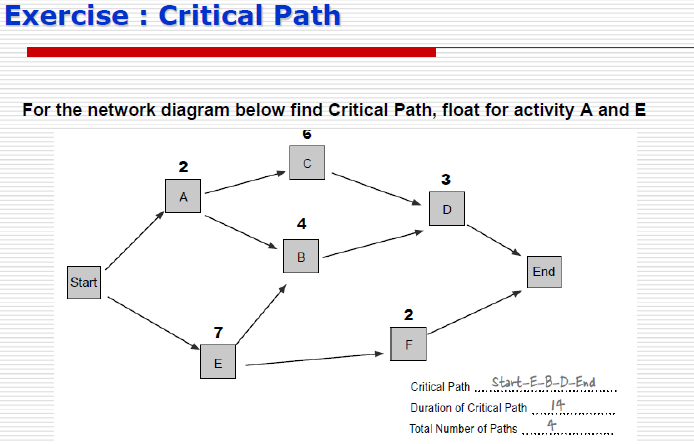 Exercise : Critical Path
For the network diagram below find Critical Path, float for activity A and E
6
C
2
A
3
D
4
B
Start
End
7
E
2
F
Critical Path Start-E-B-D-End
Duration of Critical Path 14
Total Number of Paths 4